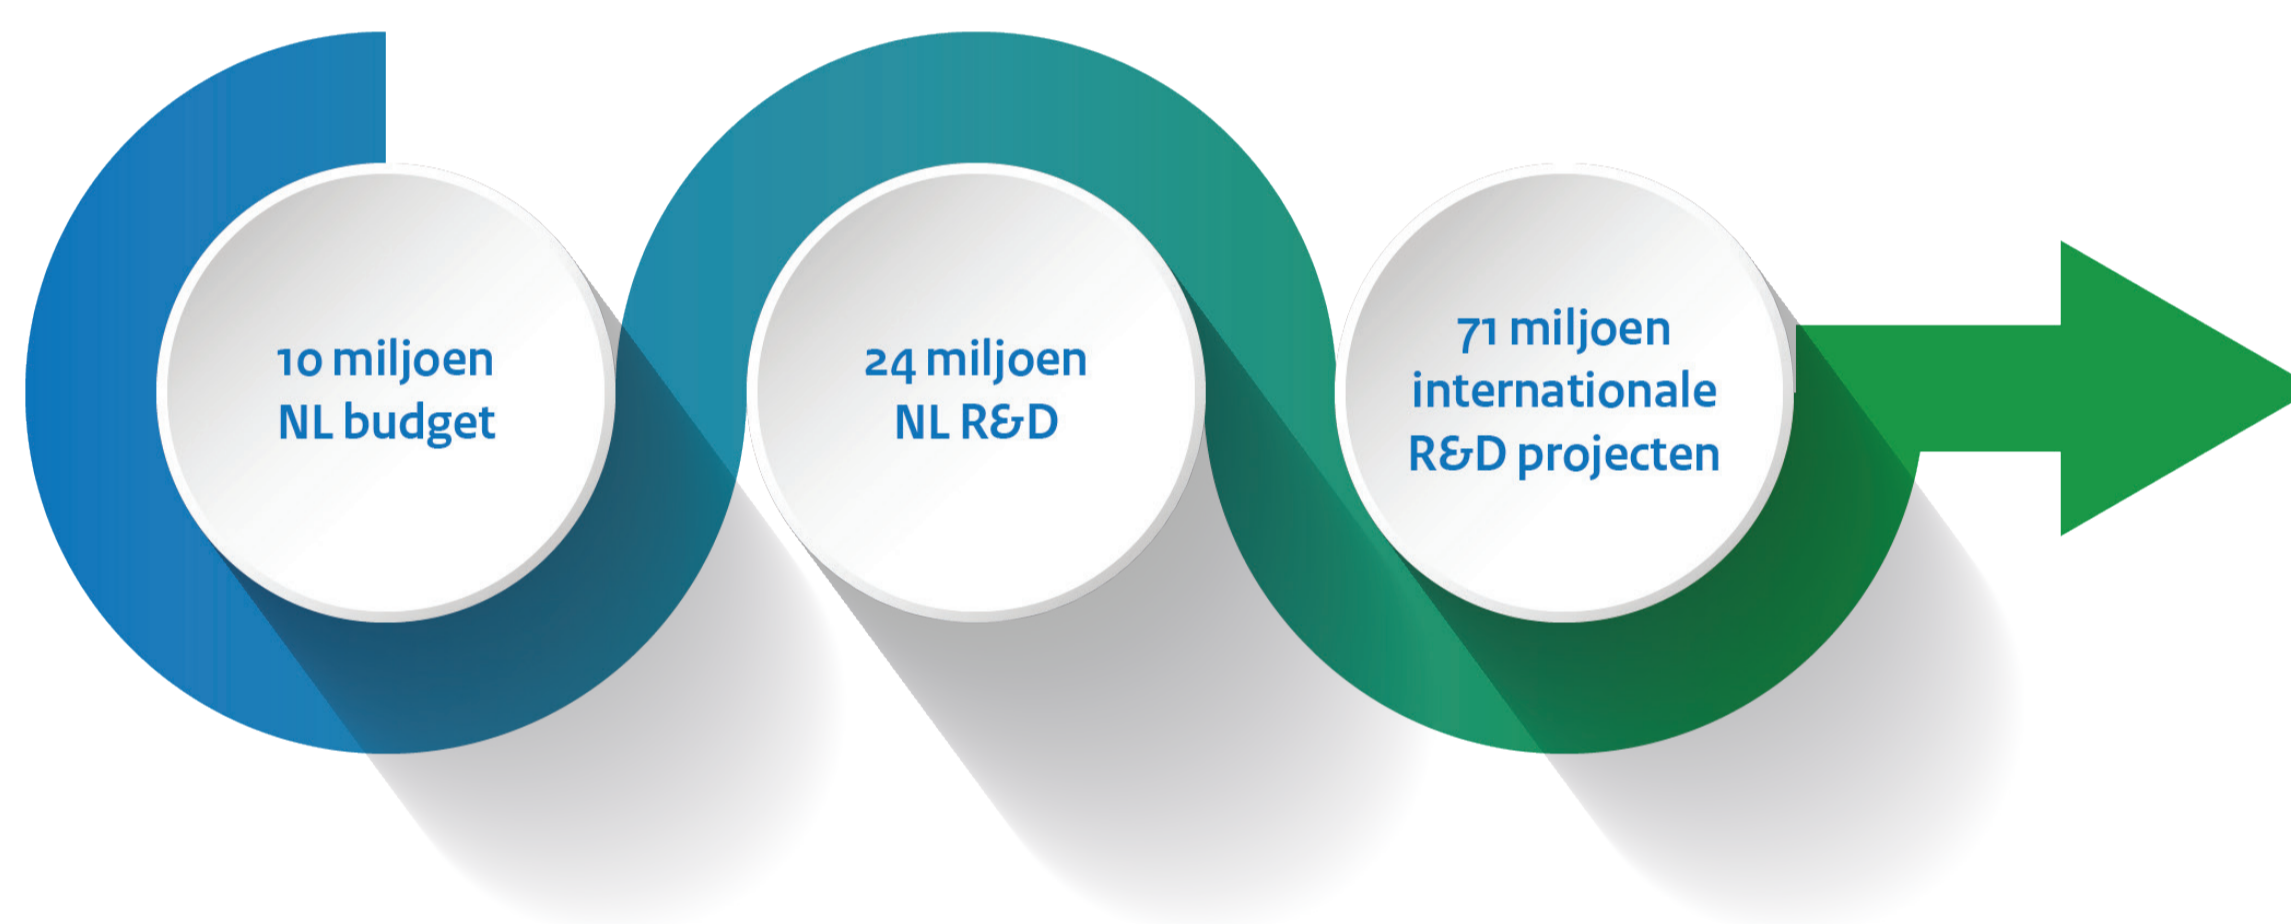 10 miljoen
NL budget
24 miljoen
NL R&D
71 miljoen
internationale
R&D projecten